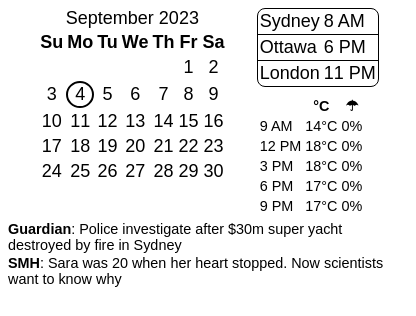 September 2023
Su Mo Tu We Th Fr Sa
1 2
3 4 5 6 7 8 9
10 11 12 13 14 15 16
17 18 19 20 21 22 23
24 25 26 27 28 29 30
Sydney 8 AM
Ottawa 6 PM
London 11 PM
°C ☂
9 AM 14°C 0%
12 PM 18°C 0%
3 PM 18°C 0%
6 PM 17°C 0%
9 PM 17°C 0%
Guardian: Police investigate after $30m super yacht
destroyed by fire in Sydney
SMH: Sara was 20 when her heart stopped. Now scientists
want to know why